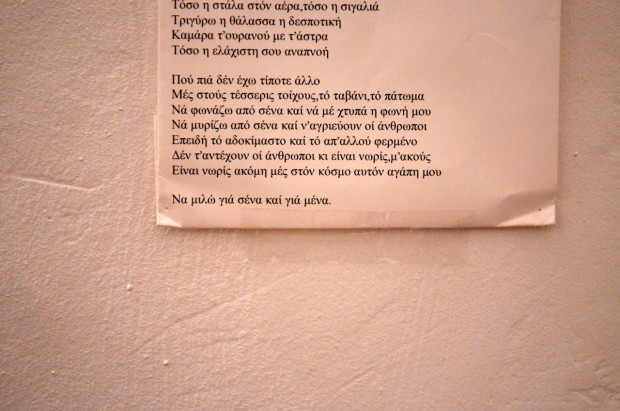 Τόσο η στάλα στόν αέρα,τόσο η σιγαλιά
Τριγύρω η θάλασσα η δεσποτική
Καμάρα τ'ουρανού με τ'άστρα
Τόσο η ελάχιστη σου αναπνοή
Πού πιά δέν έχω τίποτε άλλο
Μές στούς τέσσερις τοίχους,τό ταβάνι,τό πάτωμα
Νά φωνάζω από σένα καί νά μέ χτυπά η φωνή μου
Νά μυρίζω από σένα καί ν'αγριεύουν οί άνθρωποι
Επειδή τό αδοκίμαστο καί τό απ'αλλού φερμένο
Δέν τ'αντέχουν οί άνθρωποι κι είναι νωρίς,μ'ακούς
Είναι νωρίς ακόμη μές στόν κόσμο αυτόν αγάπη μου
Να μιλώ γιά σένα καί γιά μένα.